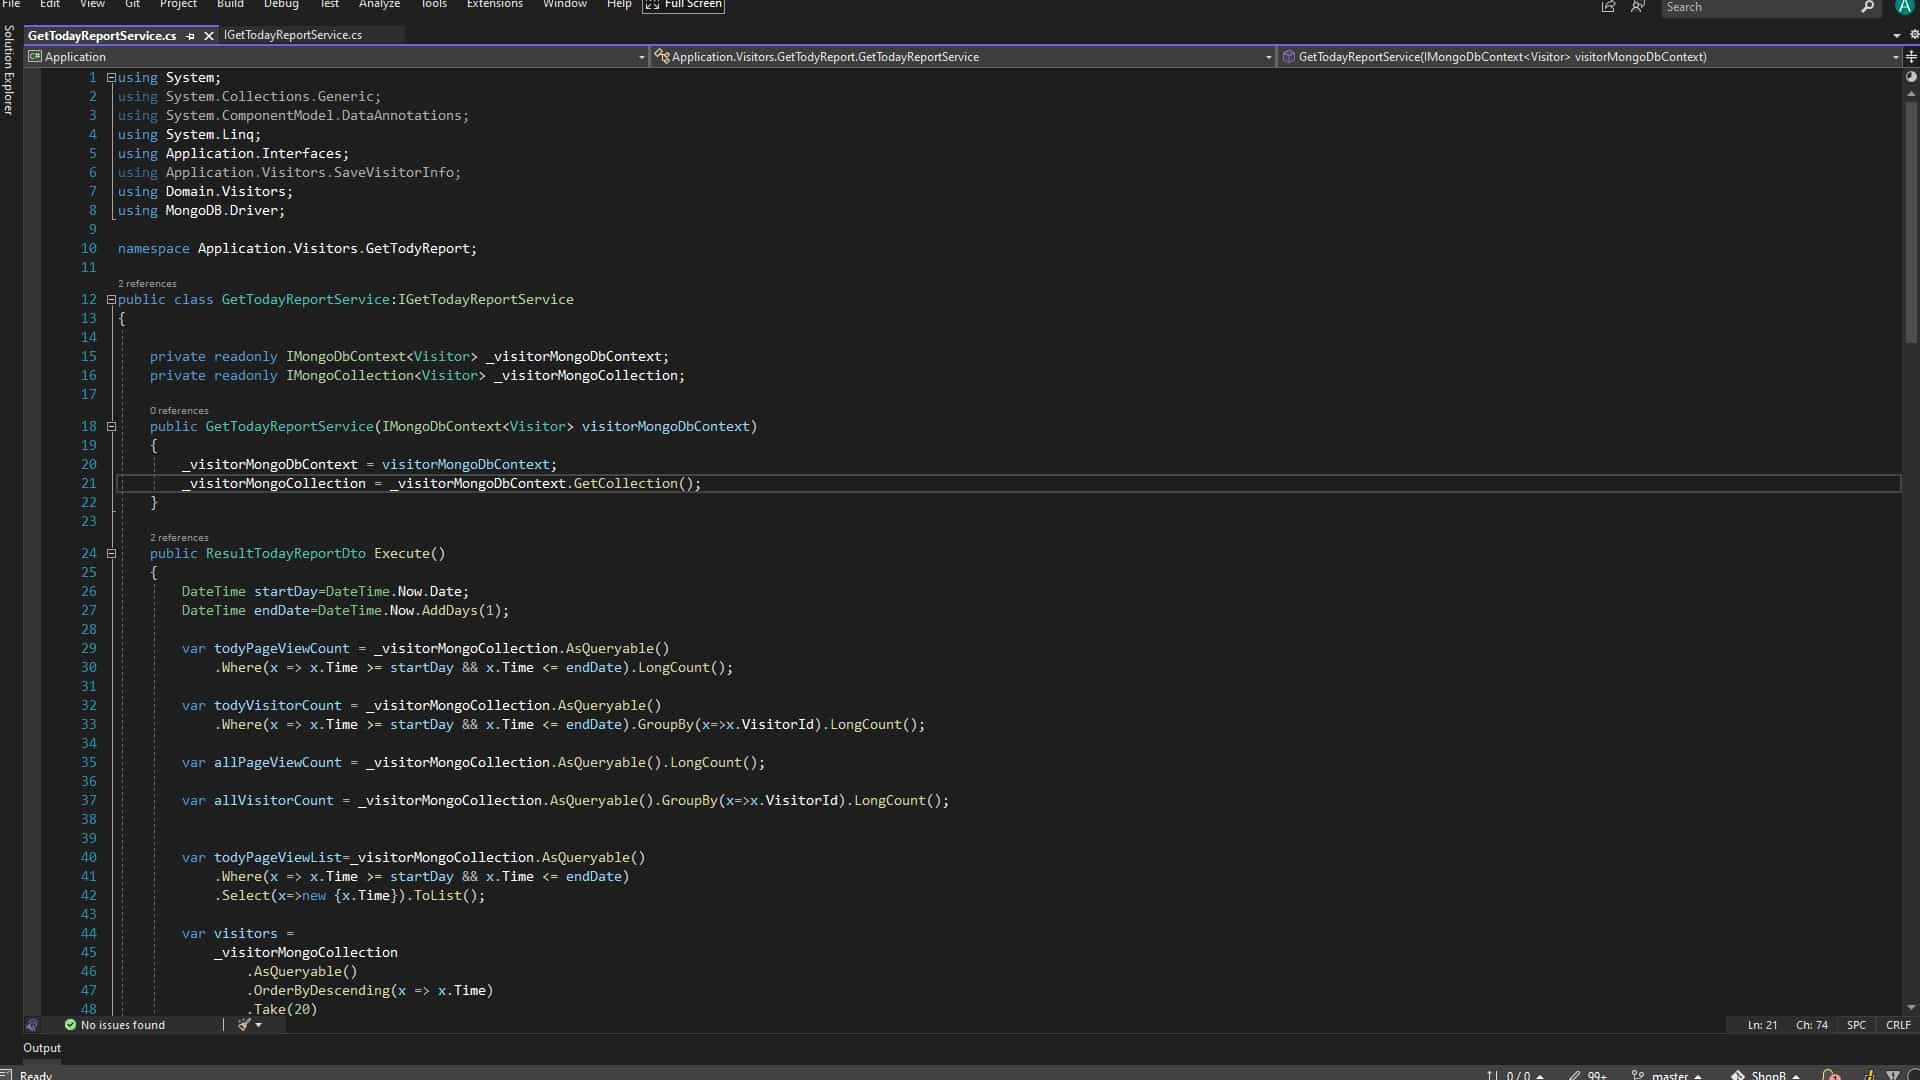 File Edit View Git Project Build Debug Test Analyze Tools Extensions Window Help Full Screen Search A
Solution Explorer
GetTodayReportService.cs IGetTodayReportService.cs
C# Application Application.Visitors.GetTodyReport.GetTodayReportService GetTodayReportService(IMongoDbContext<Visitor> visitorMongoDbContext)
1 using System;
2 using System.Collections.Generic;
3 using System.ComponentModel.DataAnnotations;
4 using System.Linq;
5 using Application.Interfaces;
6 using Application.Visitors.SaveVisitorInfo;
7 using Domain.Visitors;
8 using MongoDB.Driver;
9
10 namespace Application.Visitors.GetTodyReport;
11
2 references
12 public class GetTodayReportService:IGetTodayReportService
13 {
14
15 private readonly IMongoDbContext<Visitor> _visitorMongoDbContext;
16 private readonly IMongoCollection<Visitor> _visitorMongoCollection;
17
0 references
18 public GetTodayReportService(IMongoDbContext<Visitor> visitorMongoDbContext)
19 {
20 _visitorMongoDbContext = visitorMongoDbContext;
21 _visitorMongoCollection = _visitorMongoDbContext.GetCollection();
22 }
23
2 references
24 public ResultTodayReportDto Execute()
25 {
26 DateTime startDay=DateTime.Now.Date;
27 DateTime endDate=DateTime.Now.AddDays(1);
28
29 var todyPageViewCount = _visitorMongoCollection.AsQueryable()
30 .Where(x => x.Time >= startDay && x.Time <= endDate).LongCount();
31
32 var todyVisitorCount = _visitorMongoCollection.AsQueryable()
33 .Where(x => x.Time >= startDay && x.Time <= endDate).GroupBy(x=>x.VisitorId).LongCount();
34
35 var allPageViewCount = _visitorMongoCollection.AsQueryable().LongCount();
36
37 var allVisitorCount = _visitorMongoCollection.AsQueryable().GroupBy(x=>x.VisitorId).LongCount();
38
39
40 var todyPageViewList=_visitorMongoCollection.AsQueryable()
41 .Where(x => x.Time >= startDay && x.Time <= endDate)
42 .Select(x=>new {x.Time}).ToList();
43
44 var visitors =
45 _visitorMongoCollection
46 .AsQueryable()
47 .OrderByDescending(x => x.Time)
48 .Take(20)
No issues found Ln: 21 Ch: 74 SPC CRLF
Output
Ready 0 / 0 99+ master ShopB